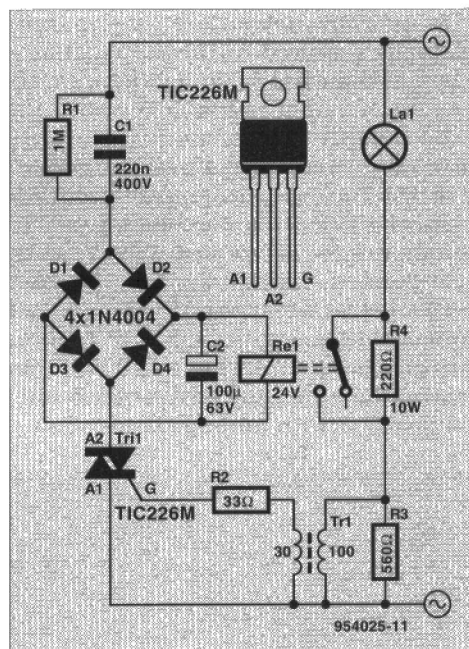 TIC226M
R1
1M
C1
220n
400V
La1
A1
A2
G
D1
D2
4x1N4004
D3
D4
C2
100μ
63V
Re1
24V
R4
220Ω
10W
A2
Tri1
A1
G
TIC226M
R2
33Ω
Tr1
30
100
R3
560Ω
954025-11